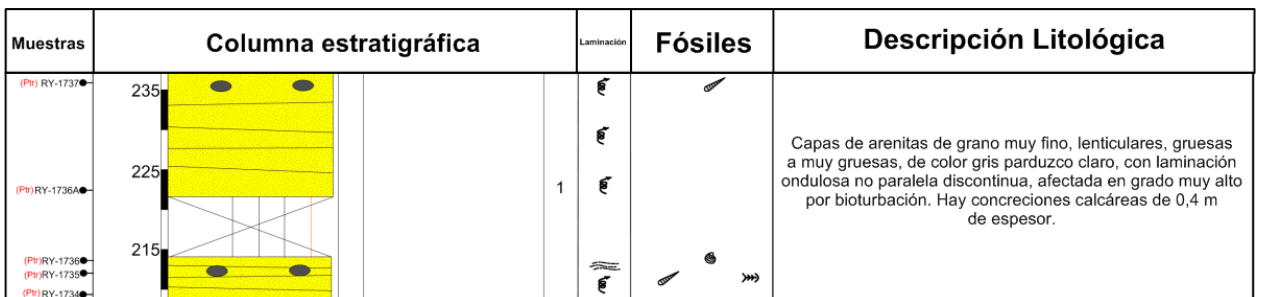 Muestras
Columna estratigráfica
Laminación
Fósiles
Descripción Litológica
(Ptr) RY-1737
235
225
(Ptr)RY-1736A
1
215
(Ptr)RY-1736
(Ptr)RY-1735
(Ptr)RY-1734
Capas de arenitas de grano muy fino, lenticulares, gruesas
a muy gruesas, de color gris parduzco claro, con laminación
ondulosa no paralela discontinua, afectada en grado muy alto
por bioturbación. Hay concreciones calcáreas de 0,4 m
de espesor.